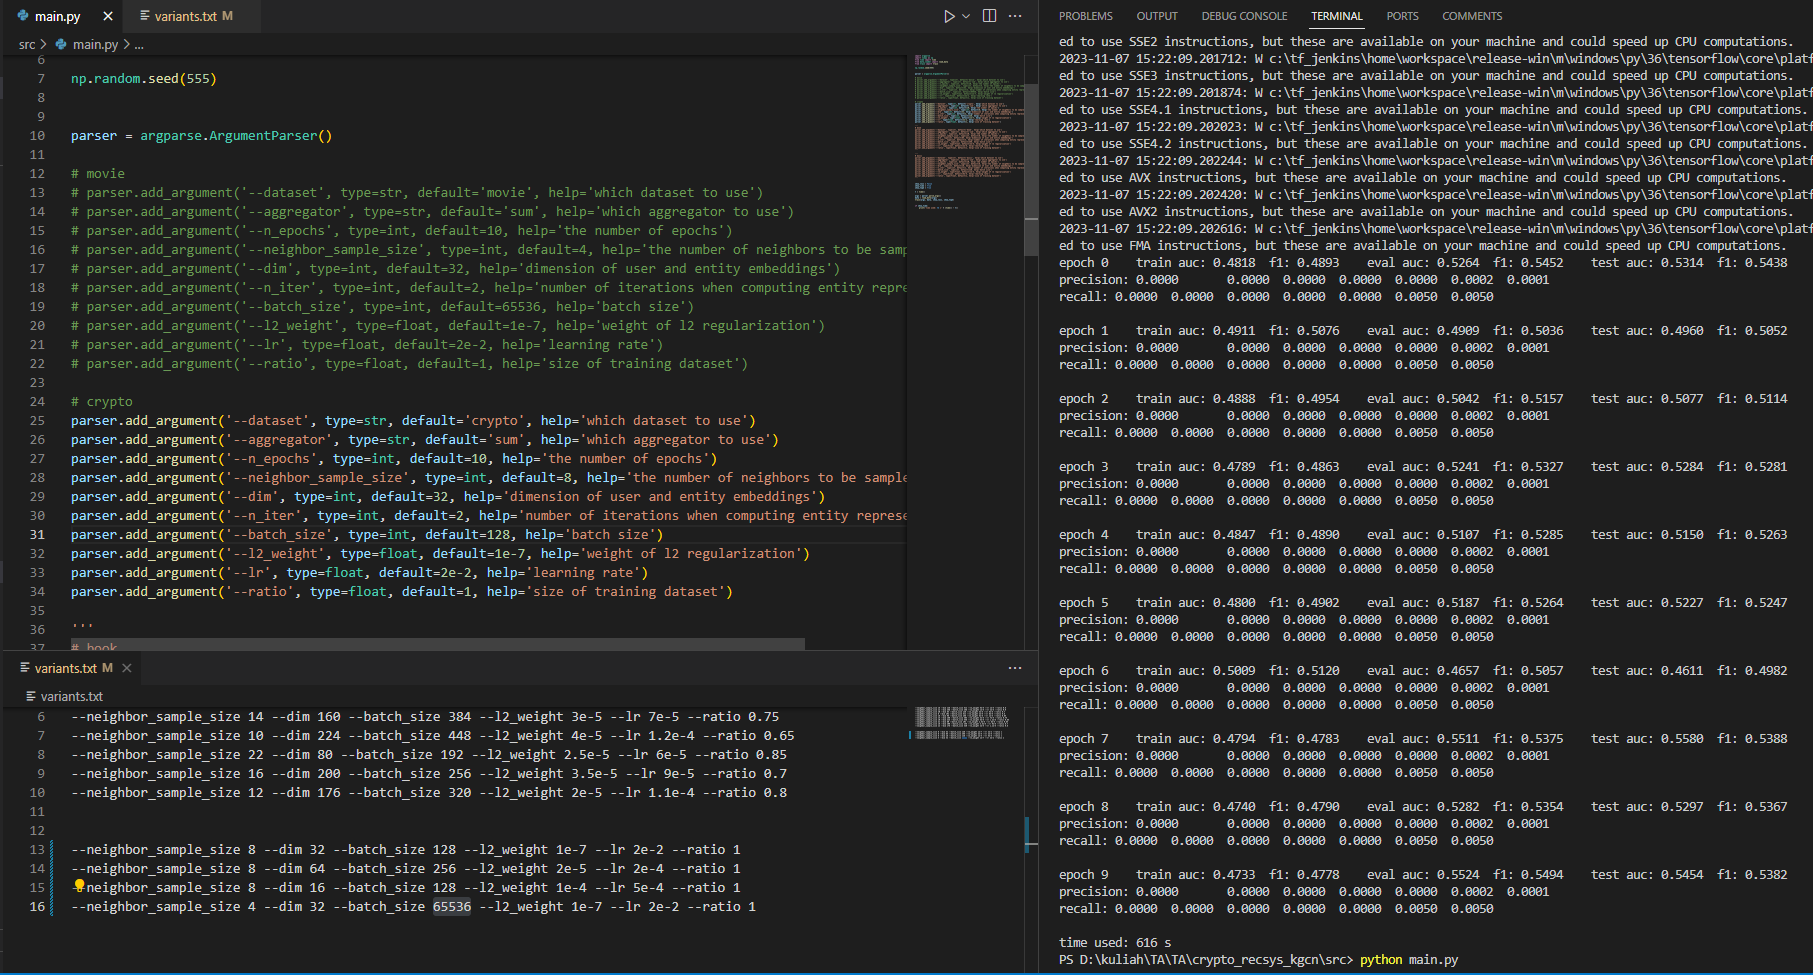 main.py
variants.txt M
src > main.py > ...
6
7 np.random.seed(555)
8
9
10 parser = argparse.ArgumentParser()
11
12 # movie
13 # parser.add_argument('--dataset', type=str, default='movie', help='which dataset to use')
14 # parser.add_argument('--aggregator', type=str, default='sum', help='which aggregator to use')
15 # parser.add_argument('--n_epochs', type=int, default=10, help='the number of epochs')
16 # parser.add_argument('--neighbor_sample_size', type=int, default=4, help='the number of neighbors to be samp
17 # parser.add_argument('--dim', type=int, default=32, help='dimension of user and entity embeddings')
18 # parser.add_argument('--n_iter', type=int, default=2, help='number of iterations when computing entity repre
19 # parser.add_argument('--batch_size', type=int, default=65536, help='batch size')
20 # parser.add_argument('--l2_weight', type=float, default=1e-7, help='weight of l2 regularization')
21 # parser.add_argument('--lr', type=float, default=2e-2, help='learning rate')
22 # parser.add_argument('--ratio', type=float, default=1, help='size of training dataset')
23
24 # crypto
25 parser.add_argument('--dataset', type=str, default='crypto', help='which dataset to use')
26 parser.add_argument('--aggregator', type=str, default='sum', help='which aggregator to use')
27 parser.add_argument('--n_epochs', type=int, default=10, help='the number of epochs')
28 parser.add_argument('--neighbor_sample_size', type=int, default=8, help='the number of neighbors to be sample
29 parser.add_argument('--dim', type=int, default=32, help='dimension of user and entity embeddings')
30 parser.add_argument('--n_iter', type=int, default=2, help='number of iterations when computing entity represe
31 parser.add_argument('--batch_size', type=int, default=128, help='batch size')
32 parser.add_argument('--l2_weight', type=float, default=1e-7, help='weight of l2 regularization')
33 parser.add_argument('--lr', type=float, default=2e-2, help='learning rate')
34 parser.add_argument('--ratio', type=float, default=1, help='size of training dataset')
35
36 '''
37 # book
variants.txt M
variants.txt
6 --neighbor_sample_size 14 --dim 160 --batch_size 384 --l2_weight 3e-5 --lr 7e-5 --ratio 0.75
7 --neighbor_sample_size 10 --dim 224 --batch_size 448 --l2_weight 4e-5 --lr 1.2e-4 --ratio 0.65
8 --neighbor_sample_size 22 --dim 80 --batch_size 192 --l2_weight 2.5e-5 --lr 6e-5 --ratio 0.85
9 --neighbor_sample_size 16 --dim 200 --batch_size 256 --l2_weight 3.5e-5 --lr 9e-5 --ratio 0.7
10 --neighbor_sample_size 12 --dim 176 --batch_size 320 --l2_weight 2e-5 --lr 1.1e-4 --ratio 0.8
11
12
13 --neighbor_sample_size 8 --dim 32 --batch_size 128 --l2_weight 1e-7 --lr 2e-2 --ratio 1
14 --neighbor_sample_size 8 --dim 64 --batch_size 256 --l2_weight 2e-5 --lr 2e-4 --ratio 1
15 --neighbor_sample_size 8 --dim 16 --batch_size 128 --l2_weight 1e-4 --lr 5e-4 --ratio 1
16 --neighbor_sample_size 4 --dim 32 --batch_size 65536 --l2_weight 1e-7 --lr 2e-2 --ratio 1
PROBLEMS OUTPUT DEBUG CONSOLE TERMINAL PORTS COMMENTS
ed to use SSE2 instructions, but these are available on your machine and could speed up CPU computations.
2023-11-07 15:22:09.201712: W c:\tf_jenkins\home\workspace\release-win\m\windows\py\36\tensorflow\core\platf
ed to use SSE3 instructions, but these are available on your machine and could speed up CPU computations.
2023-11-07 15:22:09.201874: W c:\tf_jenkins\home\workspace\release-win\m\windows\py\36\tensorflow\core\platf
ed to use SSE4.1 instructions, but these are available on your machine and could speed up CPU computations.
2023-11-07 15:22:09.202023: W c:\tf_jenkins\home\workspace\release-win\m\windows\py\36\tensorflow\core\platf
ed to use SSE4.2 instructions, but these are available on your machine and could speed up CPU computations.
2023-11-07 15:22:09.202244: W c:\tf_jenkins\home\workspace\release-win\m\windows\py\36\tensorflow\core\platf
ed to use AVX instructions, but these are available on your machine and could speed up CPU computations.
2023-11-07 15:22:09.202420: W c:\tf_jenkins\home\workspace\release-win\m\windows\py\36\tensorflow\core\platf
ed to use AVX2 instructions, but these are available on your machine and could speed up CPU computations.
2023-11-07 15:22:09.202616: W c:\tf_jenkins\home\workspace\release-win\m\windows\py\36\tensorflow\core\platf
ed to use FMA instructions, but these are available on your machine and could speed up CPU computations.
epoch 0 train auc: 0.4818 f1: 0.4893 eval auc: 0.5264 f1: 0.5452 test auc: 0.5314 f1: 0.5438
precision: 0.0000 0.0000 0.0000 0.0000 0.0000 0.0002 0.0001
recall: 0.0000 0.0000 0.0000 0.0000 0.0000 0.0050 0.0050
epoch 1 train auc: 0.4911 f1: 0.5076 eval auc: 0.4909 f1: 0.5036 test auc: 0.4960 f1: 0.5052
precision: 0.0000 0.0000 0.0000 0.0000 0.0000 0.0002 0.0001
recall: 0.0000 0.0000 0.0000 0.0000 0.0000 0.0050 0.0050
epoch 2 train auc: 0.4888 f1: 0.4954 eval auc: 0.5042 f1: 0.5157 test auc: 0.5077 f1: 0.5114
precision: 0.0000 0.0000 0.0000 0.0000 0.0000 0.0002 0.0001
recall: 0.0000 0.0000 0.0000 0.0000 0.0000 0.0050 0.0050
epoch 3 train auc: 0.4789 f1: 0.4863 eval auc: 0.5241 f1: 0.5327 test auc: 0.5284 f1: 0.5281
precision: 0.0000 0.0000 0.0000 0.0000 0.0000 0.0002 0.0001
recall: 0.0000 0.0000 0.0000 0.0000 0.0000 0.0050 0.0050
epoch 4 train auc: 0.4847 f1: 0.4890 eval auc: 0.5107 f1: 0.5285 test auc: 0.5150 f1: 0.5263
precision: 0.0000 0.0000 0.0000 0.0000 0.0000 0.0002 0.0001
recall: 0.0000 0.0000 0.0000 0.0000 0.0000 0.0050 0.0050
epoch 5 train auc: 0.4800 f1: 0.4902 eval auc: 0.5187 f1: 0.5264 test auc: 0.5227 f1: 0.5247
precision: 0.0000 0.0000 0.0000 0.0000 0.0000 0.0002 0.0001
recall: 0.0000 0.0000 0.0000 0.0000 0.0000 0.0050 0.0050
epoch 6 train auc: 0.5009 f1: 0.5120 eval auc: 0.4657 f1: 0.5057 test auc: 0.4611 f1: 0.4982
precision: 0.0000 0.0000 0.0000 0.0000 0.0000 0.0002 0.0001
recall: 0.0000 0.0000 0.0000 0.0000 0.0000 0.0050 0.0050
epoch 7 train auc: 0.4794 f1: 0.4783 eval auc: 0.5511 f1: 0.5375 test auc: 0.5580 f1: 0.5388
precision: 0.0000 0.0000 0.0000 0.0000 0.0000 0.0002 0.0001
recall: 0.0000 0.0000 0.0000 0.0000 0.0000 0.0050 0.0050
epoch 8 train auc: 0.4740 f1: 0.4790 eval auc: 0.5282 f1: 0.5354 test auc: 0.5297 f1: 0.5367
precision: 0.0000 0.0000 0.0000 0.0000 0.0000 0.0002 0.0001
recall: 0.0000 0.0000 0.0000 0.0000 0.0000 0.0050 0.0050
epoch 9 train auc: 0.4733 f1: 0.4778 eval auc: 0.5524 f1: 0.5494 test auc: 0.5454 f1: 0.5382
precision: 0.0000 0.0000 0.0000 0.0000 0.0000 0.0002 0.0001
recall: 0.0000 0.0000 0.0000 0.0000 0.0000 0.0050 0.0050
time used: 616 s
PS D:\kuliah\TA\TA\crypto_recsys_kgcn\src> python main.py